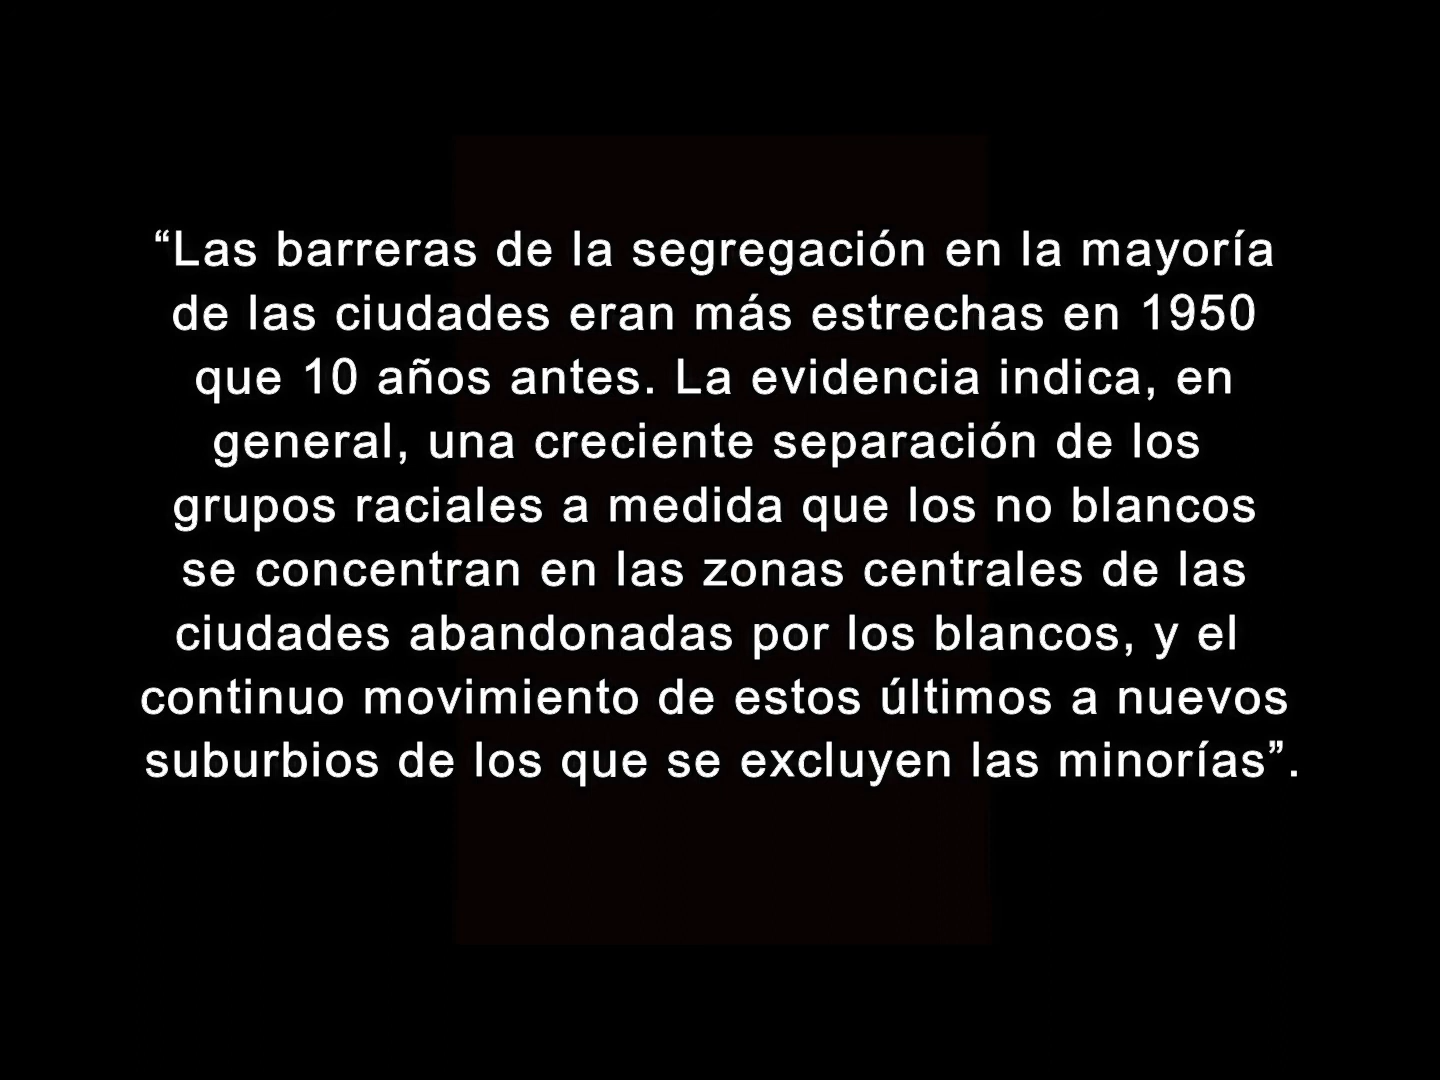 “Las barreras de la segregación en la mayoría
de las ciudades eran más estrechas en 1950
que 10 años antes. La evidencia indica, en
general, una creciente separación de los
grupos raciales a medida que los no blancos
se concentran en las zonas centrales de las
ciudades abandonadas por los blancos, y el
continuo movimiento de estos últimos a nuevos
suburbios de los que se excluyen las minorías”.